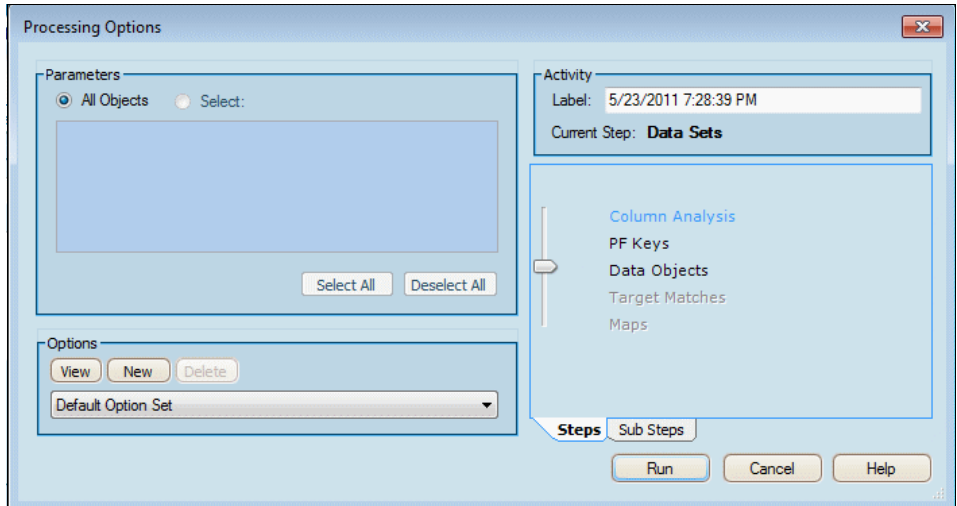 Processing Options
Parameters
All Objects Select:
Select All Deselect All
Options
View New Delete
Default Option Set
Activity
Label: 5/23/2011 7:28:39 PM
Current Step: Data Sets
Column Analysis
PF Keys
Data Objects
Target Matches
Maps
Steps Sub Steps
Run Cancel Help